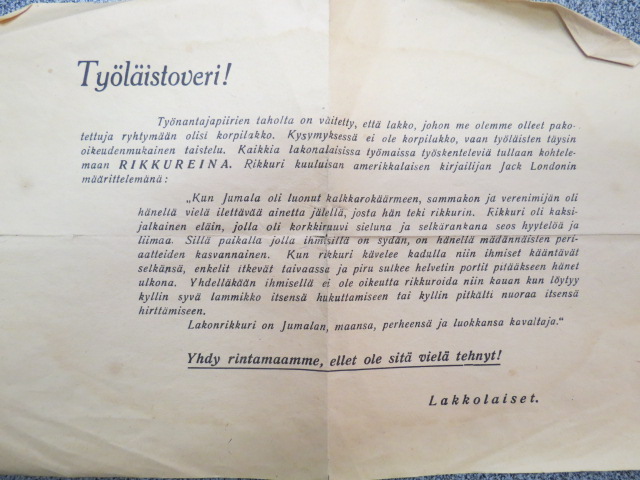 Työläistoveri!
Työnantajapiirien taholta on väitetty, että lakko, johon me olemme olleet pako-
tettuja ryhtymään olisi korpilakko. Kysymyksessä ei ole korpilakko, vaan työläisten täysin
oikeudenmukainen taistelu. Kaikkia lakonalaisissa työmaissa työskenteleviä tullaan kohtele-
maan RIKKUREINA. Rikkuri kuuluisan amerikkalaisen kirjailijan Jack Londonin
määrittelemänä:
„Kun Jumala oli luonut kalkkarokäärmeen, sammakon ja verenimijän oli
häneltä vielä ilettävää ainetta jälellä, josta hän teki rikkurin. Rikkuri oli kaksi-
jalkainen eläin, jolla oli korkkiruuvi sieluna ja selkärankana seos hyytelöä ja
liimaa. Sillä paikalla jolla ihmisillä on sydän, on hänellä mädännäisten peri-
aatteiden kasvannainen. Kun rikkuri kävelee kadulla niin ihmiset kääntävät
selkänsä, enkelit itkevät taivaassa ja piru sulkee helvetin portit pitääkseen hänet
ulkona. Yhdelläkään ihmisellä ei ole oikeutta rikkuroida niin kauan kun löytyy
kyllin syvä lammikko itsensä hukuttamiseen tai kyllin pitkälti nuoraa itsensä
hirttämiseen.
Lakonrikkuri on Jumalan, maansa, perheensä ja luokkansa kavaltaja.“
Yhdy rintamaamme, ellet ole sitä vielä tehnyt!
Lakkolaiset.